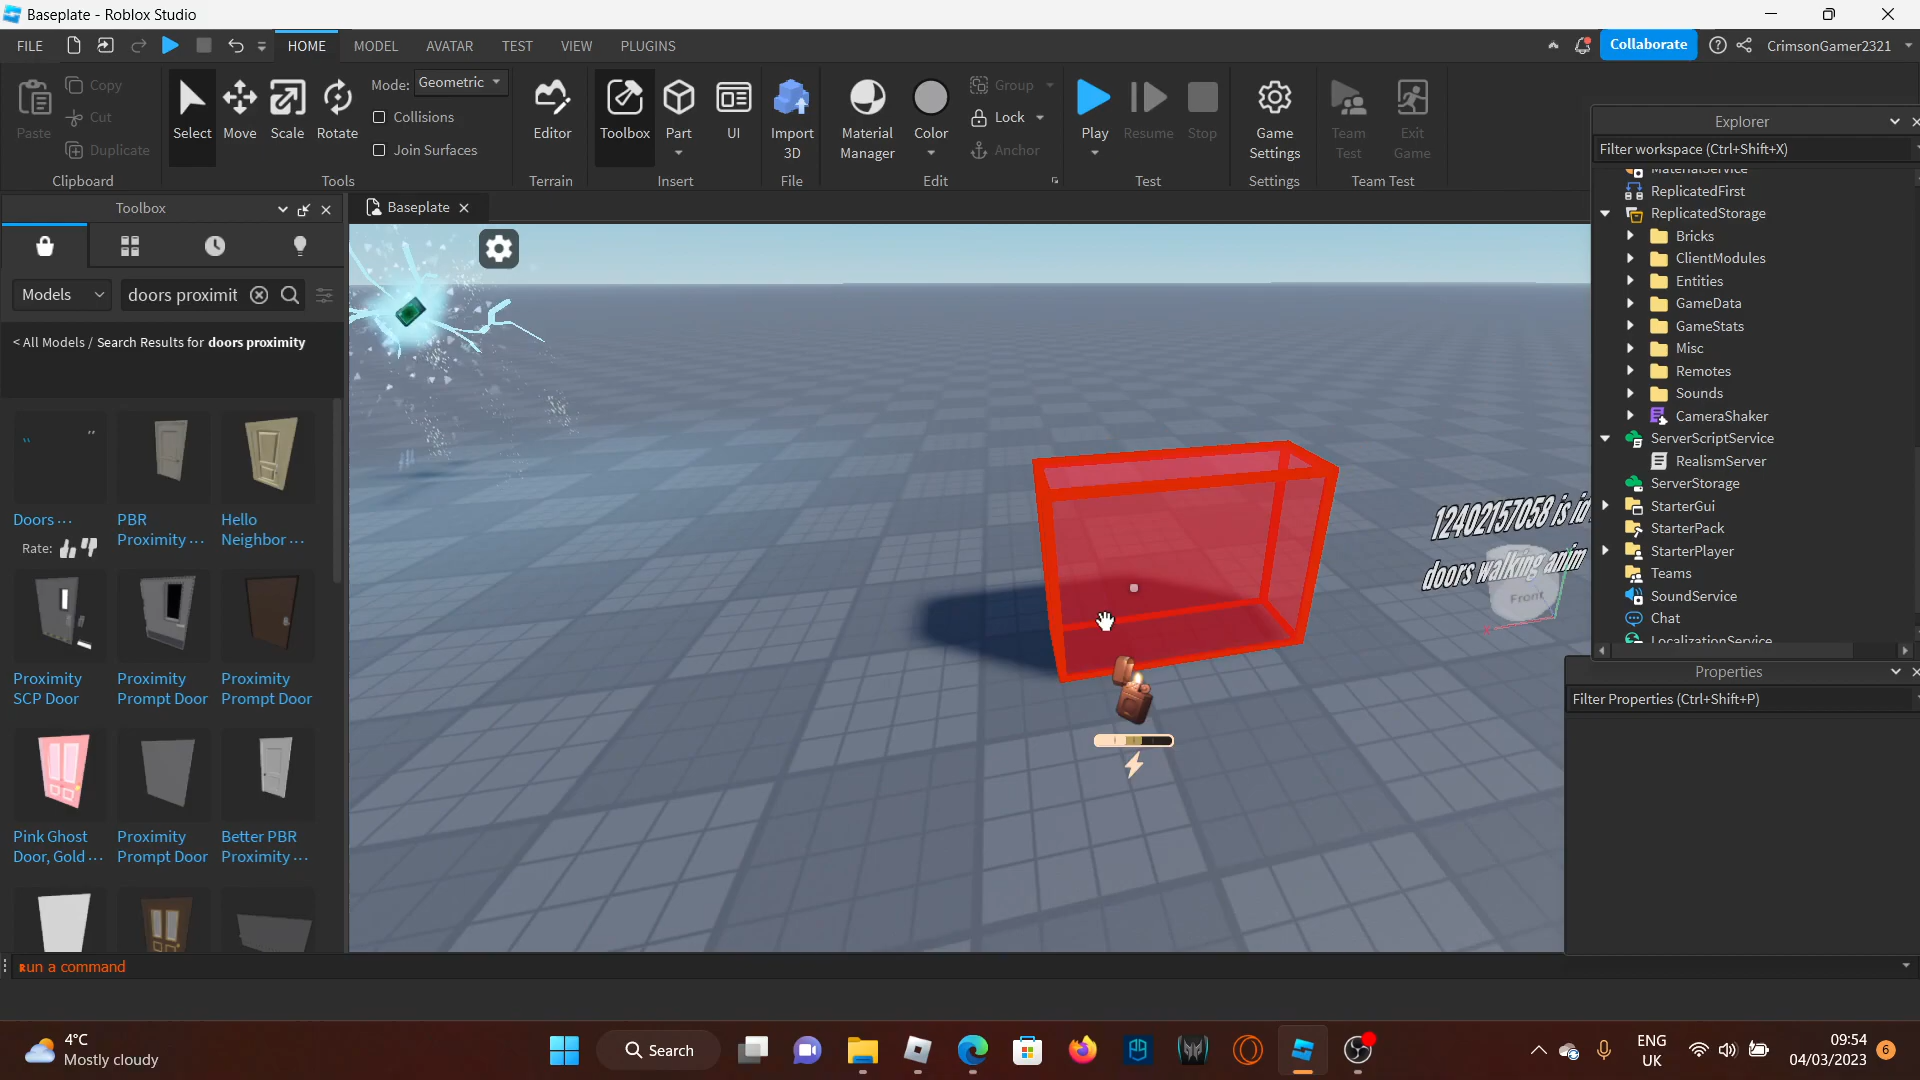 Baseplate - Roblox Studio
FILE HOME MODEL AVATAR TEST VIEW PLUGINS Collaborate CrimsonGamer2321
Paste Copy Cut Duplicate Clipboard
Select Move Scale Rotate Mode: Geometric Collisions Join Surfaces Tools
Editor Terrain
Toolbox Part UI Insert
Import 3D File
Material Manager Color Group Lock Anchor Edit
Play Resume Stop Test
Game Settings Settings
Team Test Exit Game Team Test
Toolbox
Models doors proximit
< All Models / Search Results for doors proximity
Doors ...
Rate:
PBR Proximity ...
Hello Neighbor ...
Proximity SCP Door
Proximity Prompt Door
Proximity Prompt Door
Pink Ghost Door, Gold ...
Proximity Prompt Door
Better PBR Proximity ...
Baseplate
12402157058 is id
doors walking anim
Front
Explorer
Filter workspace (Ctrl+Shift+X)
MaterialService
ReplicatedFirst
ReplicatedStorage
Bricks
ClientModules
Entities
GameData
GameStats
Misc
Remotes
Sounds
CameraShaker
ServerScriptService
RealismServer
ServerStorage
StarterGui
StarterPack
StarterPlayer
Teams
SoundService
Chat
LocalizationService
Properties
Filter Properties (Ctrl+Shift+P)
Run a command
4°C
Mostly cloudy
Search
ENG
UK
09:54
04/03/2023
6